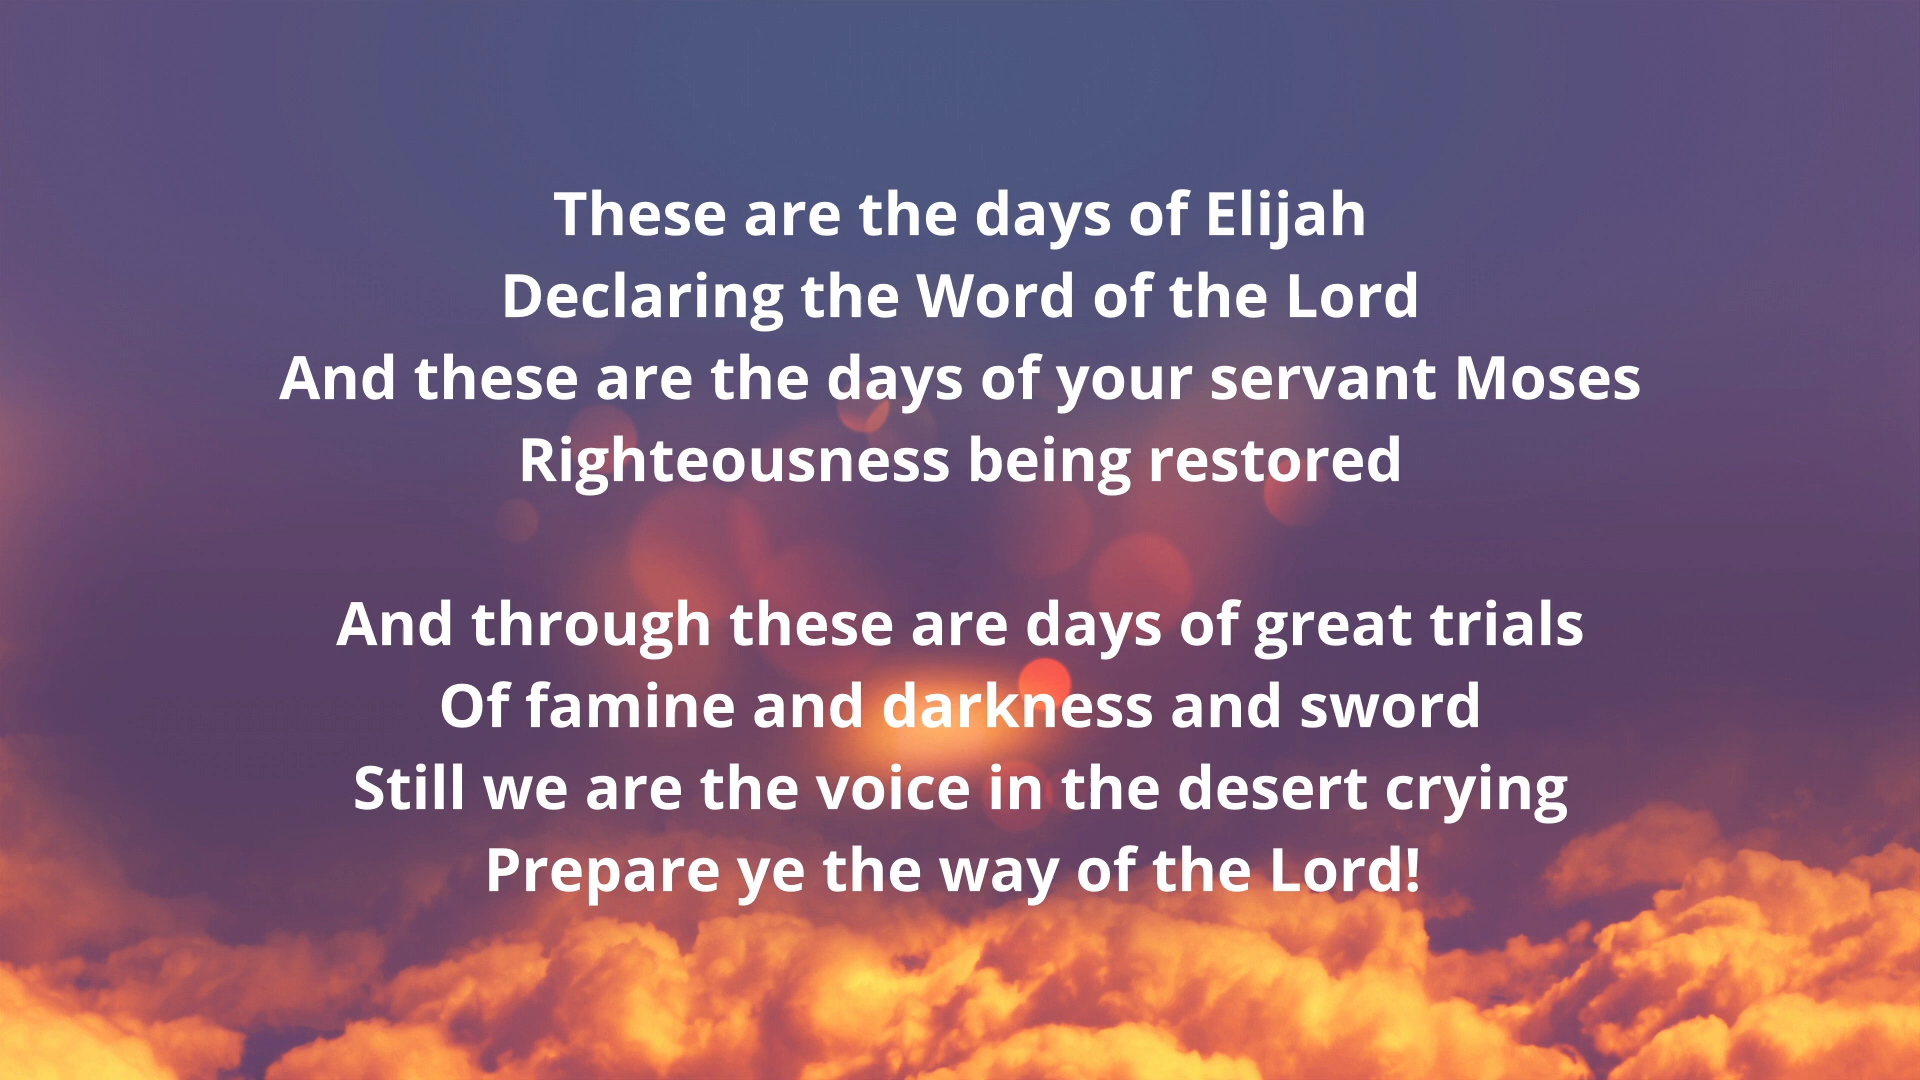 These are the days of Elijah
Declaring the Word of the Lord
And these are the days of your servant Moses
Righteousness being restored
And through these are days of great trials
Of famine and darkness and sword
Still we are the voice in the desert crying
Prepare ye the way of the Lord!